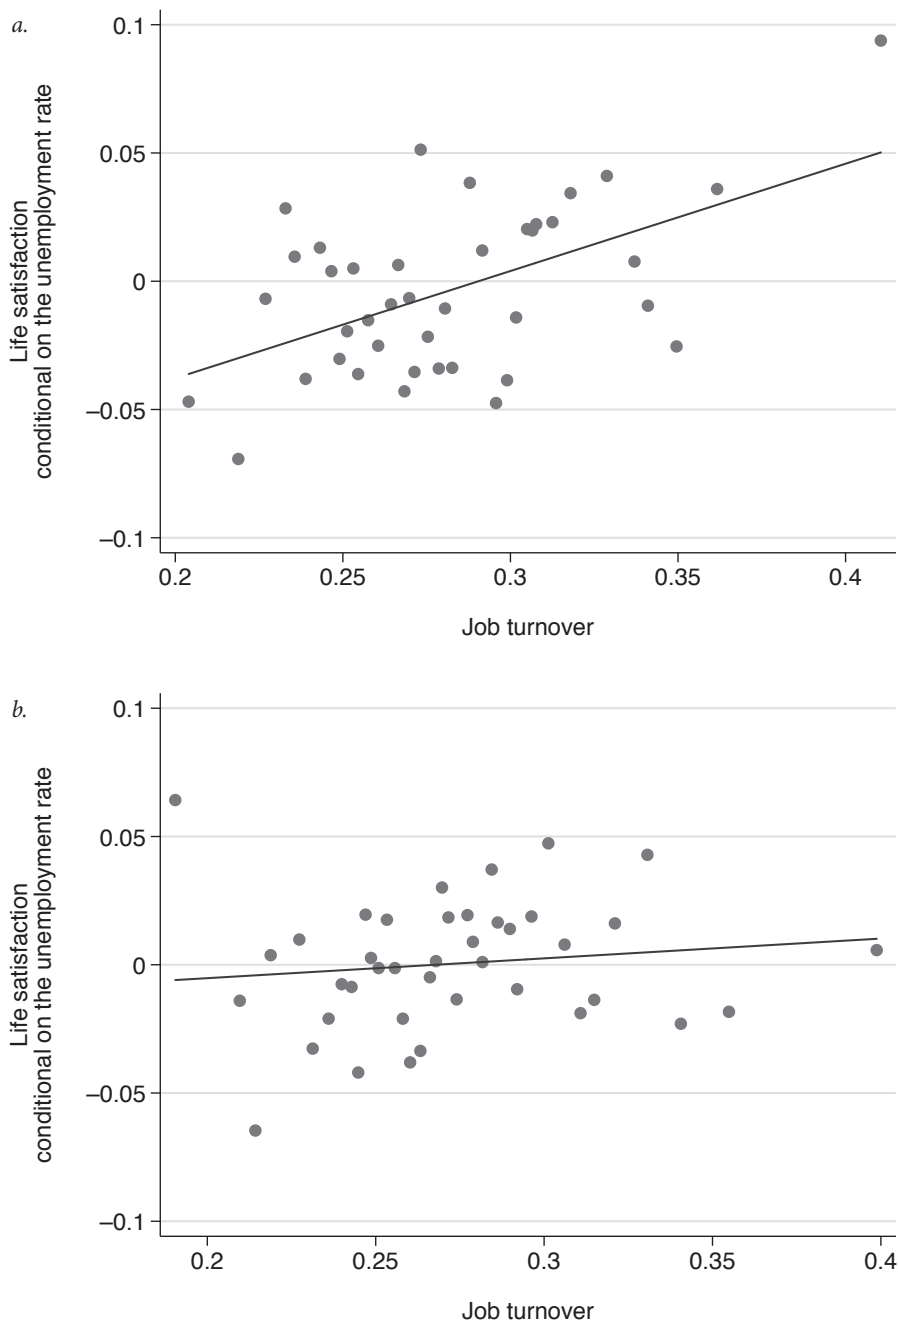 a.
Life satisfaction
conditional on the unemployment rate
0.1
0.05
0
–0.05
–0.1
0.2 0.25 0.3 0.35 0.4
Job turnover
b.
Life satisfaction
conditional on the unemployment rate
0.1
0.05
0
–0.05
–0.1
0.2 0.25 0.3 0.35 0.4
Job turnover